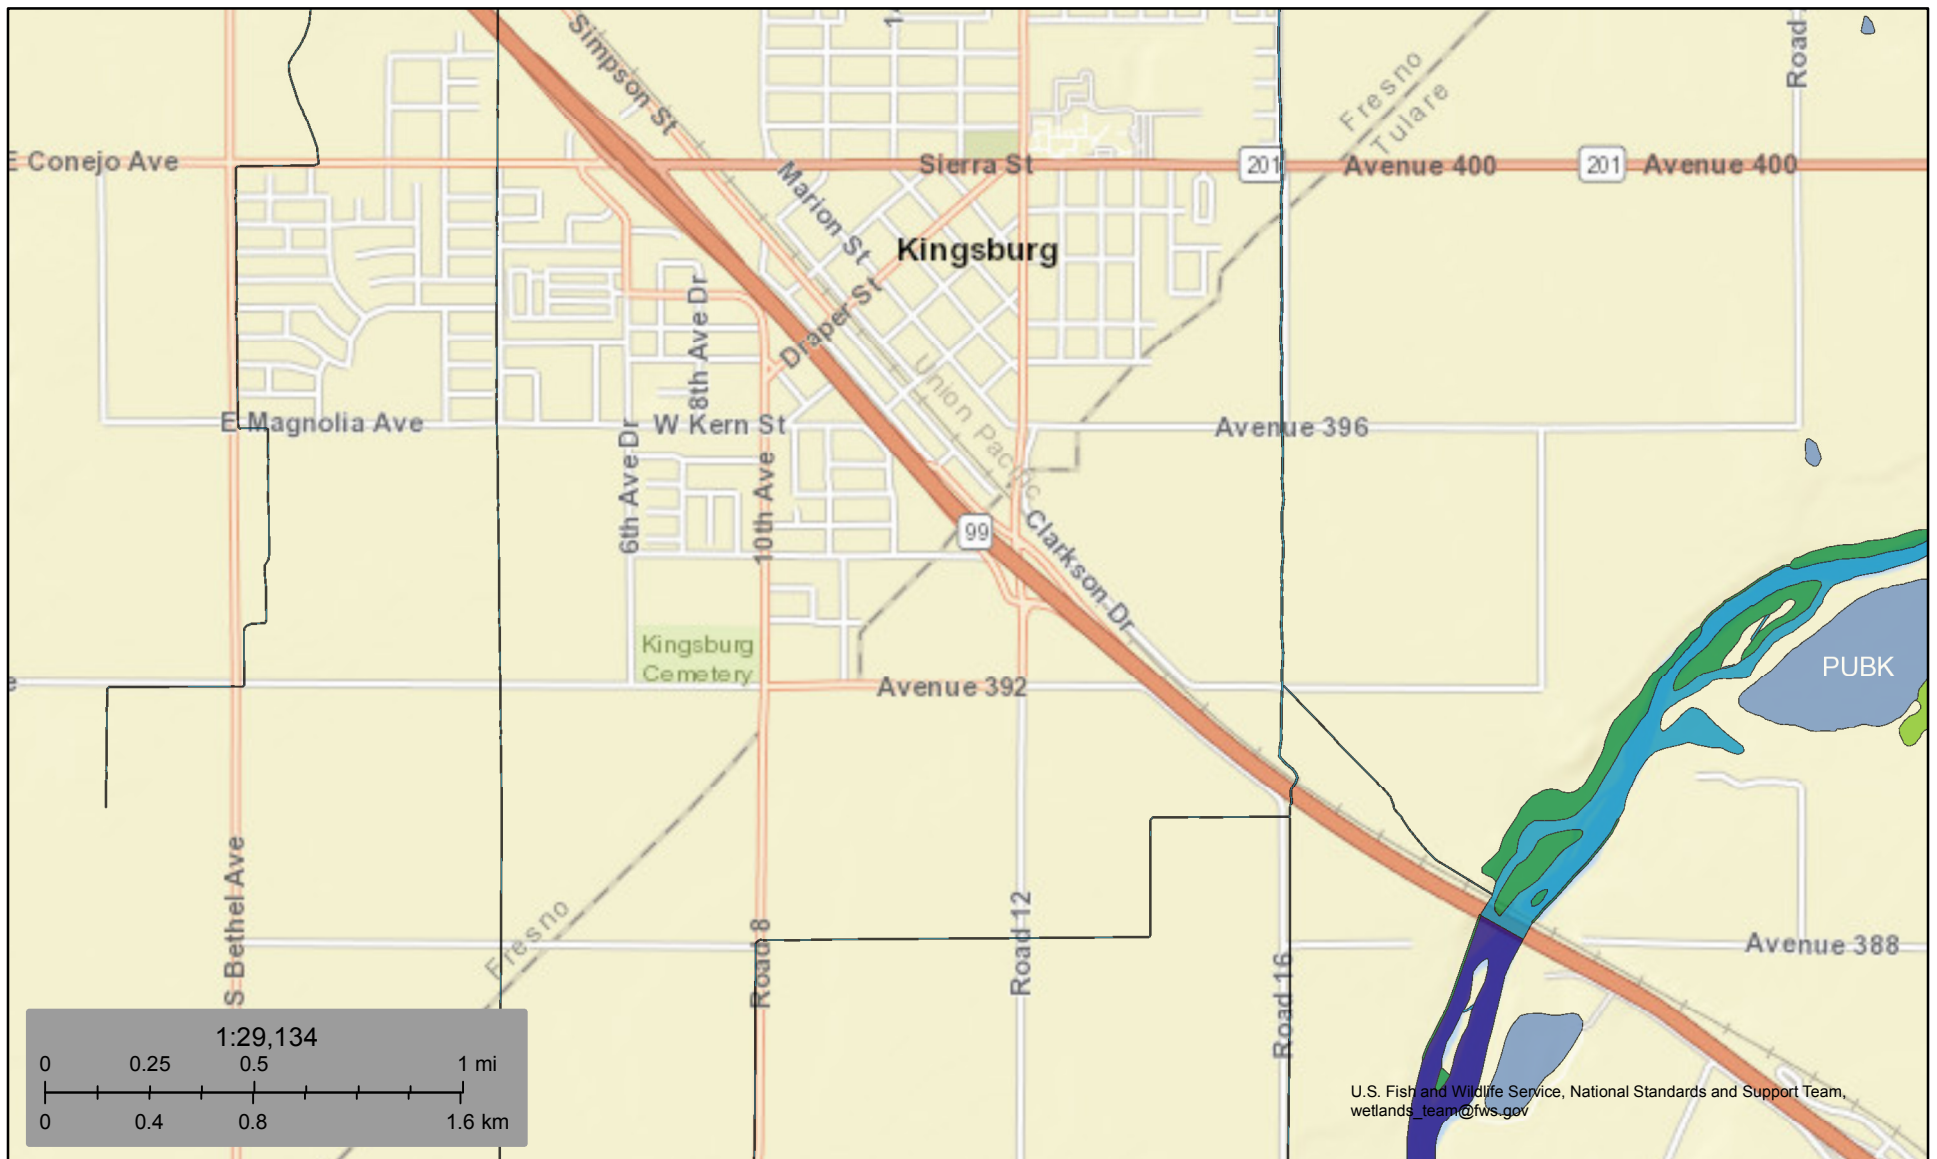 Simpson St
Fresno
Tulare
Road
E Conejo Ave
Sierra St
201
Avenue 400
201
Avenue 400
Marion St
Kingsburg
8th Ave Dr
Draper St
Union Pacific
E Magnolia Ave
W Kern St
Avenue 396
6th Ave Dr
10th Ave
99
Clarkson Dr
Kingsburg
Cemetery
PUBK
Avenue 392
S Bethel Ave
Fresno
Road 8
Road 12
Road 16
Avenue 388
1:29,134
0 0.25 0.5 1 mi
0 0.4 0.8 1.6 km
U.S. Fish and Wildlife Service, National Standards and Support Team,
wetlands_team@fws.gov